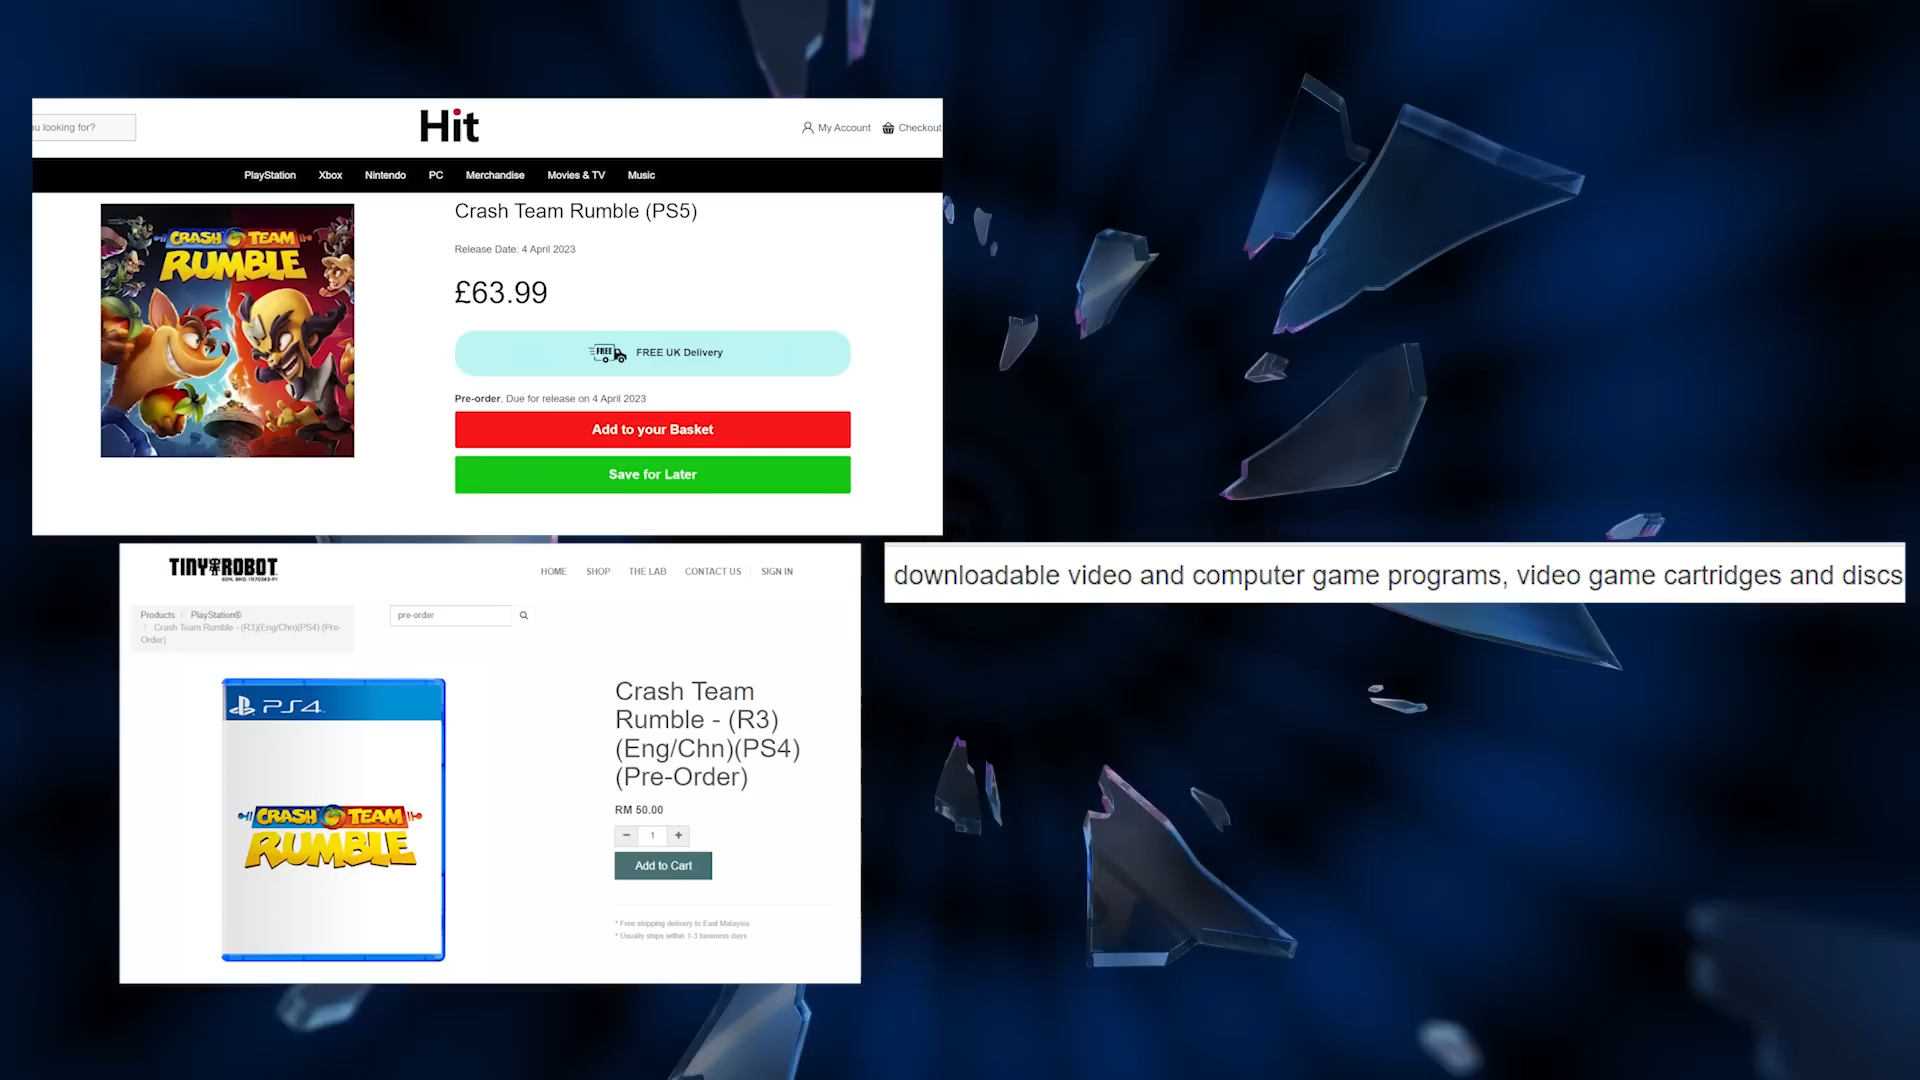 ou looking for?
Hit
My Account
Checkout
PlayStation
Xbox
Nintendo
PC
Merchandise
Movies & TV
Music
CRASH TEAM
RUMBLE
Crash Team Rumble (PS5)
Release Date: 4 April 2023
£63.99
FREE
FREE UK Delivery
Pre-order. Due for release on 4 April 2023
Add to your Basket
Save for Later
TINY ROBOT
HOME
SHOP
THE LAB
CONTACT US
SIGN IN
downloadable video and computer game programs, video game cartridges and discs
Products / PlayStation®
/ Crash Team Rumble - (R3)(Eng/Chn)(PS4) (Pre-
Order)
pre-order
PS4
CRASH TEAM
RUMBLE
Crash Team
Rumble - (R3)
(Eng/Chn)(PS4)
(Pre-Order)
RM 50.00
− 1 +
Add to Cart
* Free shipping delivery to East Malaysia
* Usually ships within 1-3 business days